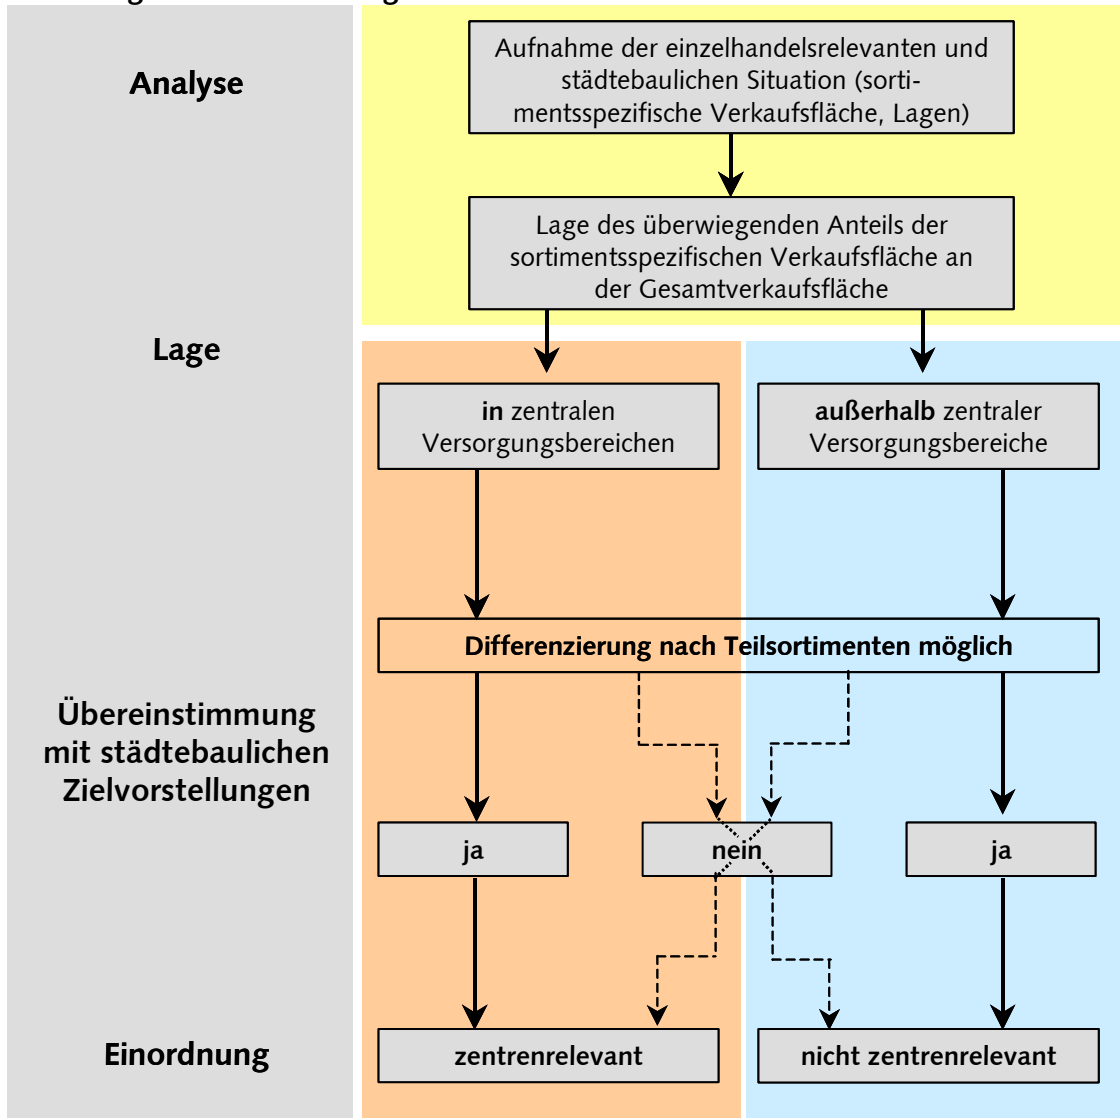 Analyse
Aufnahme der einzelhandelsrelevanten und
städtebaulichen Situation (sorti-
mentsspezifische Verkaufsfläche, Lagen)
Lage des überwiegenden Anteils der
sortimentsspezifischen Verkaufsfläche an
der Gesamtverkaufsfläche
Lage
in zentralen
Versorgungsbereichen
außerhalb zentraler
Versorgungsbereiche
Differenzierung nach Teilsortimenten möglich
Übereinstimmung
mit städtebaulichen
Zielvorstellungen
ja
nein
ja
Einordnung
zentrenrelevant
nicht zentrenrelevant